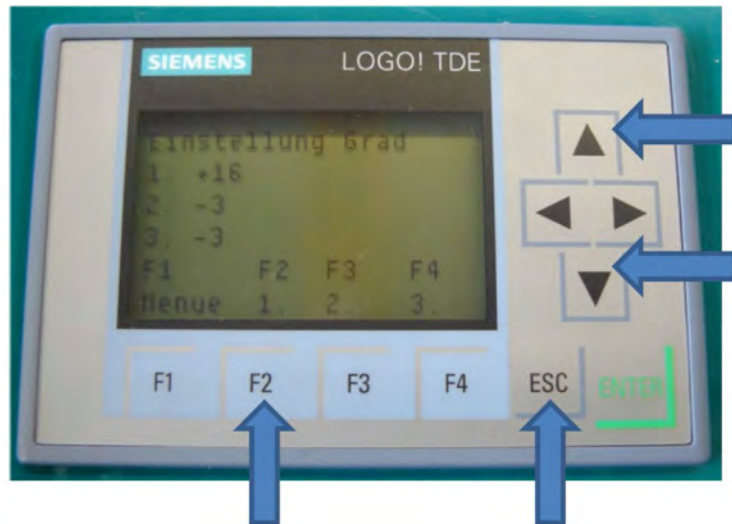 SIEMENS LOGO! TDE
Einstellung Grad
1. +16
2. -3
3. -3
F1 F2 F3 F4
Menue 1. 2. 3.
F1 F2 F3 F4 ESC ENTER